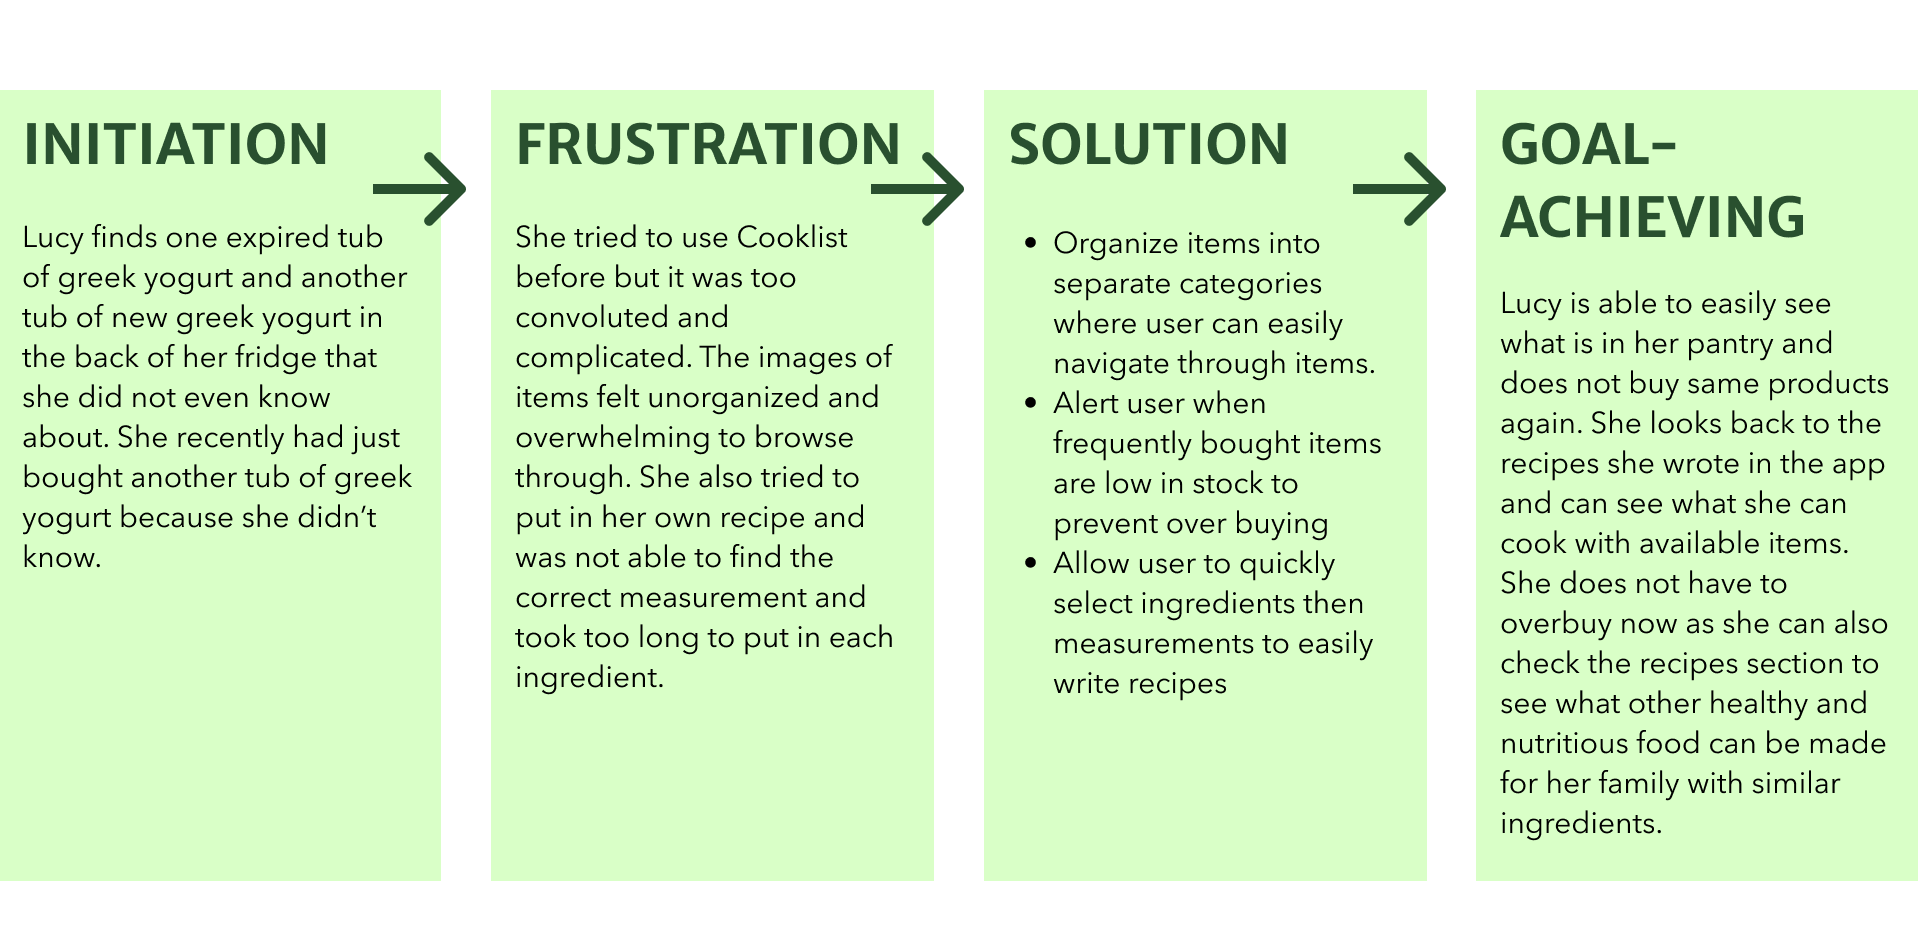 INITIATION
Lucy finds one expired tub
of greek yogurt and another
tub of new greek yogurt in
the back of her fridge that
she did not even know
about. She recently had just
bought another tub of greek
yogurt because she didn’t
know.
FRUSTRATION
She tried to use Cooklist
before but it was too
convoluted and
complicated. The images of
items felt unorganized and
overwhelming to browse
through. She also tried to
put in her own recipe and
was not able to find the
correct measurement and
took too long to put in each
ingredient.
SOLUTION
• Organize items into
separate categories
where user can easily
navigate through items.
• Alert user when
frequently bought items
are low in stock to
prevent over buying
• Allow user to quickly
select ingredients then
measurements to easily
write recipes
GOAL–
ACHIEVING
Lucy is able to easily see
what is in her pantry and
does not buy same products
again. She looks back to the
recipes she wrote in the app
and can see what she can
cook with available items.
She does not have to
overbuy now as she can also
check the recipes section to
see what other healthy and
nutritious food can be made
for her family with similar
ingredients.